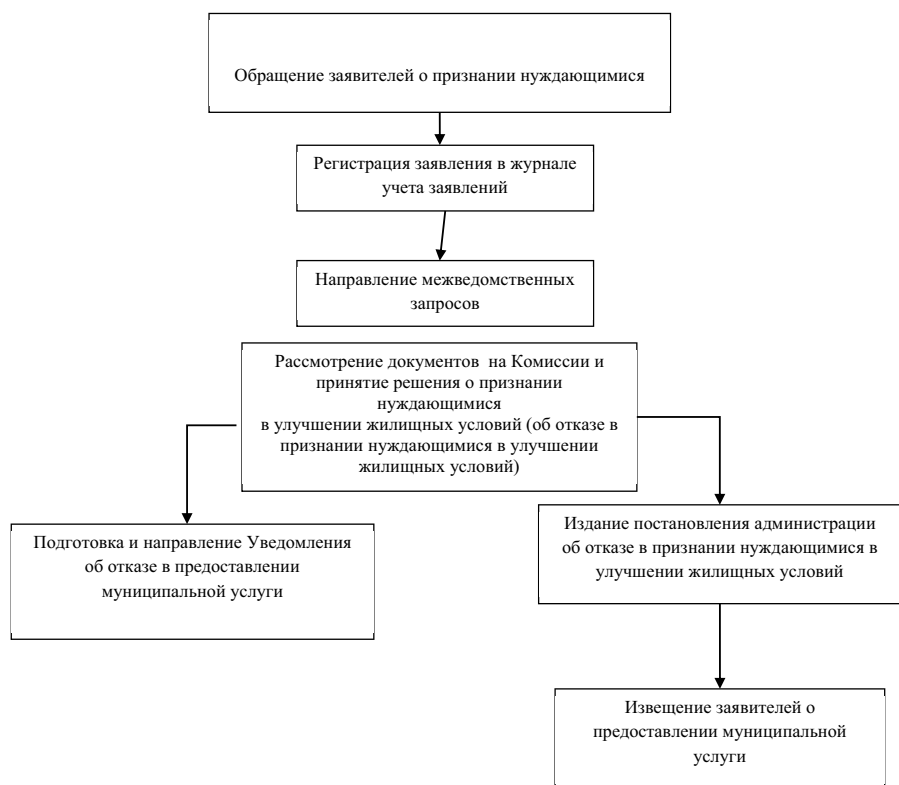 Обращение заявителей о признании нуждающимися
Регистрация заявления в журнале
учета заявлений
Направление межведомственных
запросов
Рассмотрение документов на Комиссии и
принятие решения о признании
нуждающимися
в улучшении жилищных условий (об отказе в
признании нуждающимися в улучшении
жилищных условий)
Подготовка и направление Уведомления
об отказе в предоставлении
муниципальной услуги
Издание постановления администрации
об отказе в признании нуждающимися в
улучшении жилищных условий
Извещение заявителей о
предоставлении муниципальной
услуги